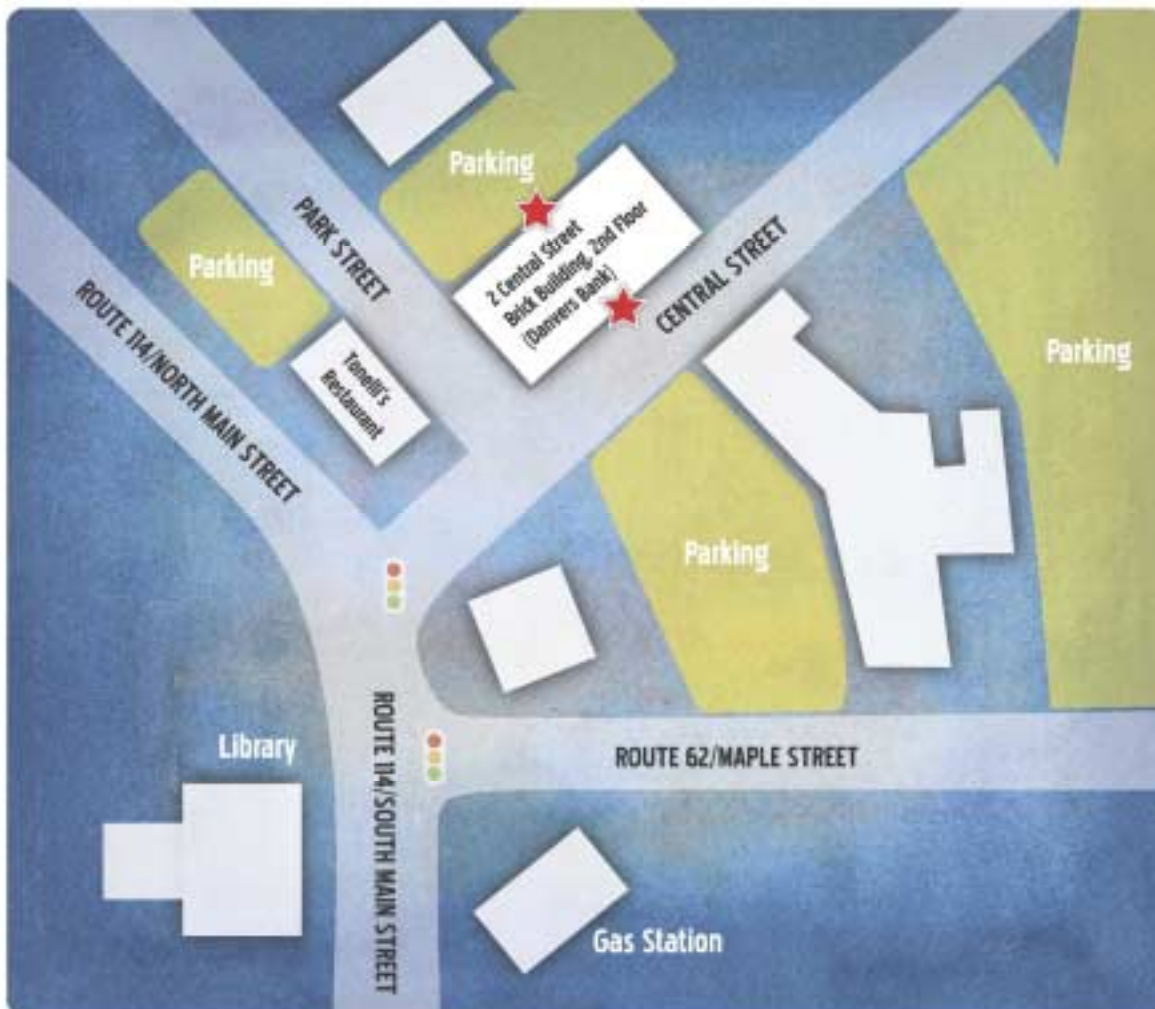 Parking
PARK STREET
2 Central Street
Brick Building, 2nd Floor
(Danvers Bank)
CENTRAL STREET
Parking
ROUTE 114/NORTH MAIN STREET
Tonelli's
Restaurant
Parking
Parking
Library
ROUTE 114/SOUTH MAIN STREET
ROUTE 62/MAPLE STREET
Gas Station